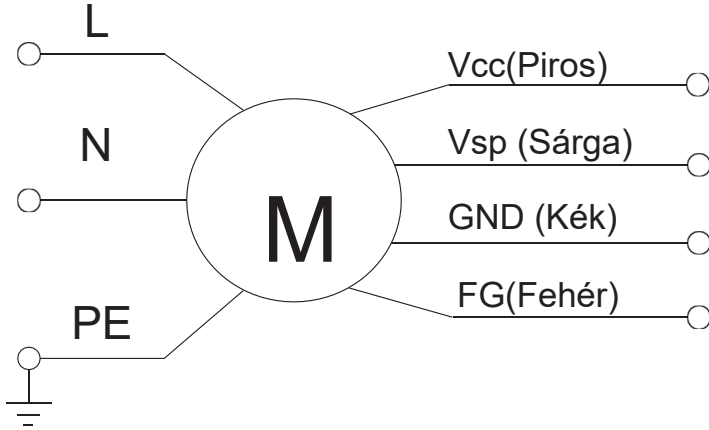 L
N
PE
M
Vcc(Piros)
Vsp (Sárga)
GND (Kék)
FG(Fehér)